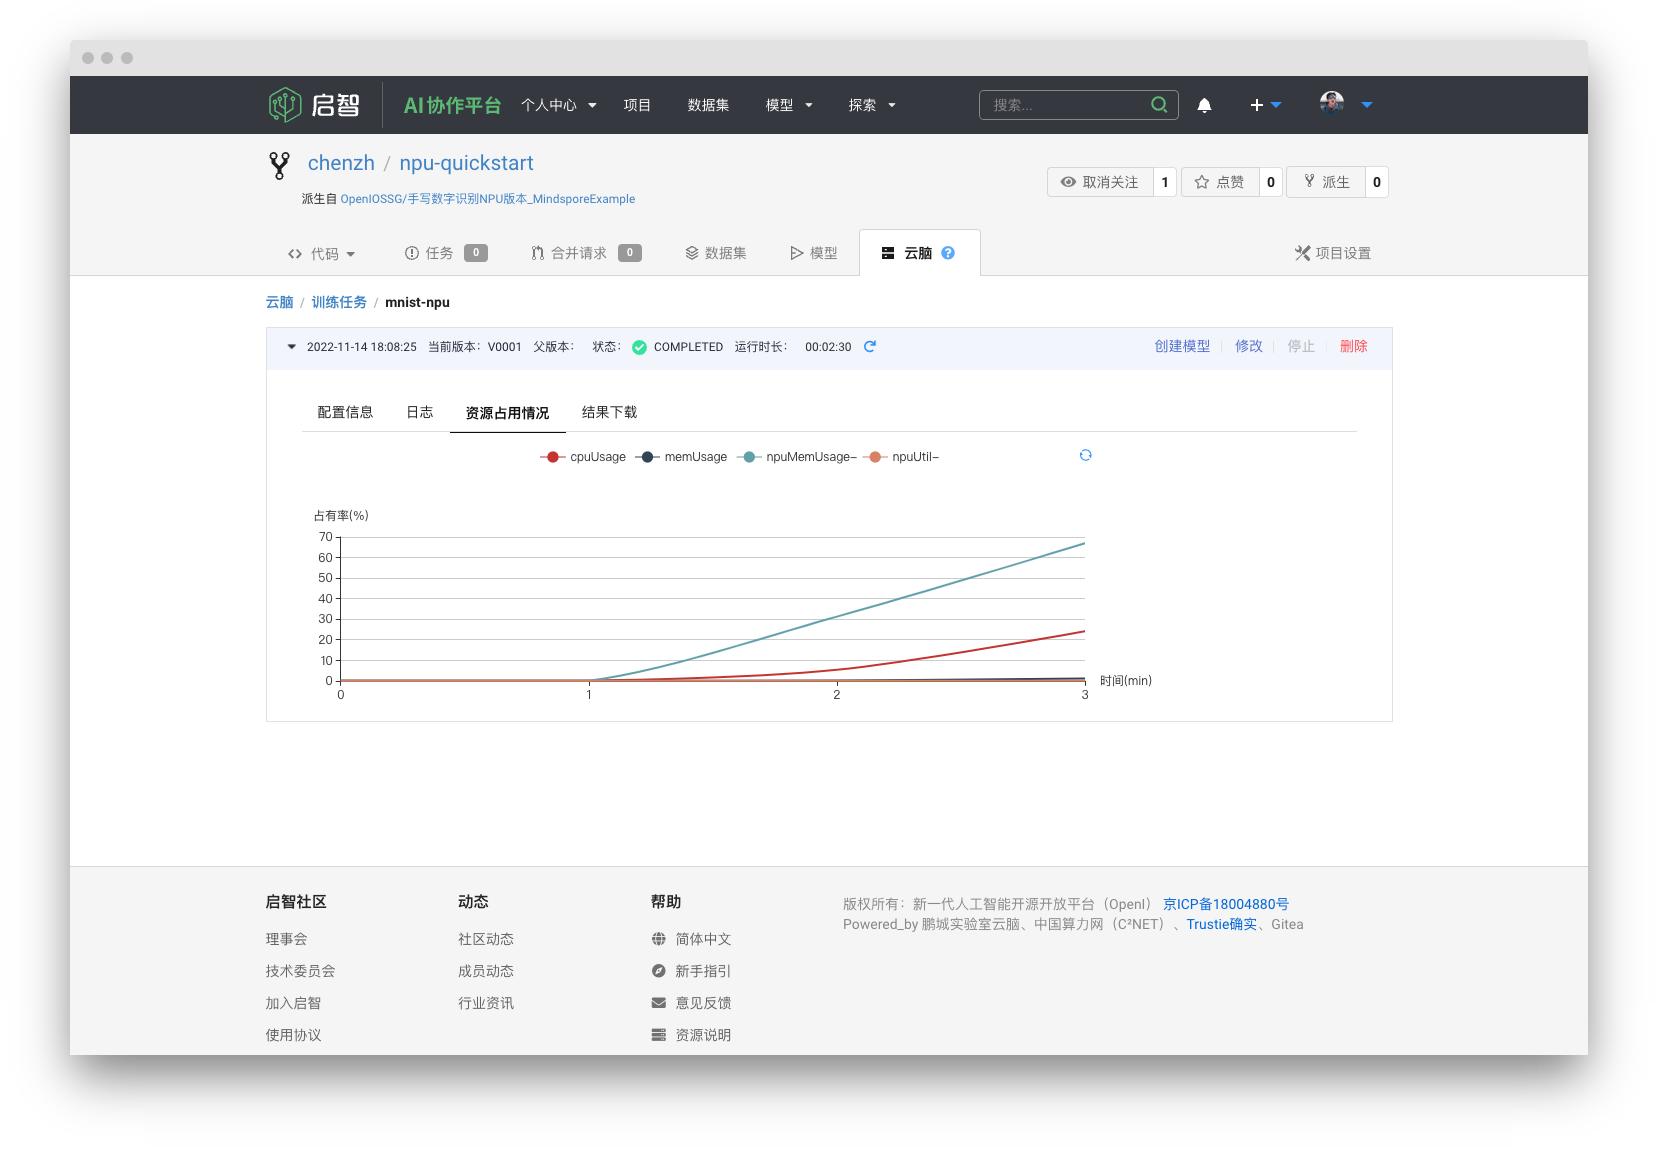 启智 AI协作平台 个人中心 项目 数据集 模型 探索 搜索...
chenzh / npu-quickstart
取消关注 1 点赞 0 派生 0
派生自 OpenIOSSG/手写数字识别NPU版本_MindsporeExample
代码 任务 0 合并请求 0 数据集 模型 云脑 ? 项目设置
云脑 / 训练任务 / mnist-npu
2022-11-14 18:08:25 当前版本：V0001 父版本： 状态： COMPLETED 运行时长： 00:02:30 创建模型 修改 停止 删除
配置信息 日志 资源占用情况 结果下载
cpuUsage memUsage npuMemUsage– npuUtil–
占有率(%)
70
60
50
40
30
20
10
0
0 1 2 3 时间(min)
启智社区 动态 帮助
版权所有：新一代人工智能开源开放平台（OpenI） 京ICP备18004880号
Powered_by 鹏城实验室云脑、中国算力网（C²NET）、Trustie确实、Gitea
理事会 社区动态 简体中文
技术委员会 成员动态 新手指引
加入启智 行业资讯 意见反馈
使用协议 资源说明